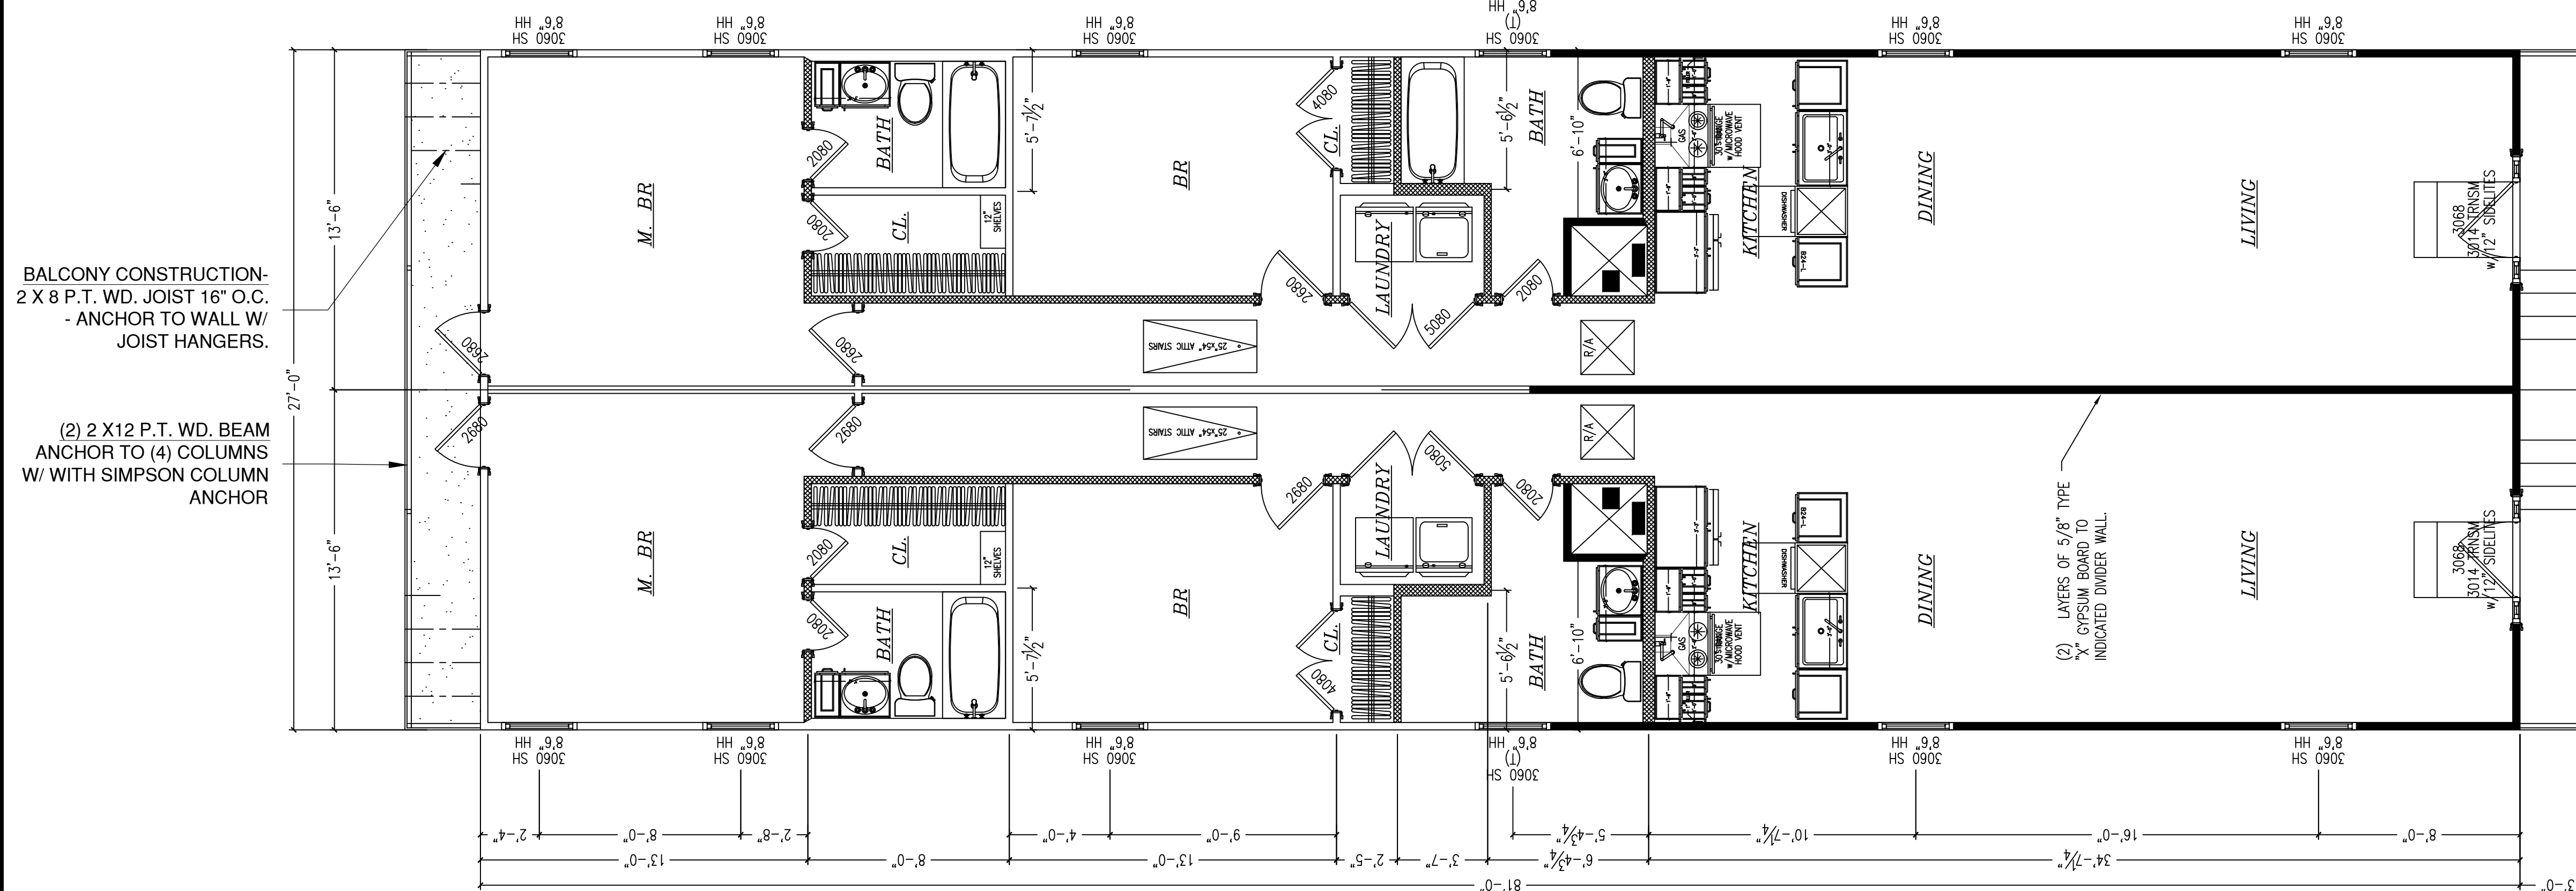 3060 SH
8'6" HH
3060 SH
8'6" HH
3060 SH
8'6" HH
3060 SH
(T)
8'6" HH
3060 SH
8'6" HH
3060 SH
8'6" HH
BALCONY CONSTRUCTION-
2 X 8 P.T. WD. JOIST 16" O.C.
- ANCHOR TO WALL W/
JOIST HANGERS.
(2) 2 X12 P.T. WD. BEAM
ANCHOR TO (4) COLUMNS
W/ WITH SIMPSON COLUMN
ANCHOR
27'-0"
13'-6"
13'-6"
M. BR
2680
2080
BATH
2080
CL.
12"
SHELVES
5'-7½"
2680
25"x54" ATTIC STAIRS
BR
4080
CL.
2680
LAUNDRY
5080
5'-6½"
BATH
2080
6'-10"
R/A
GAS
30" RANGE
w/MICROWAVE
HOOD VENT
KITCHEN
DISHWASHER
B24-L
DINING
LIVING
3068
3014 TRNSM
w/12" SIDELITES
M. BR
2680
2680
25"x54" ATTIC STAIRS
2080
CL.
12"
SHELVES
2080
BATH
5'-7½"
BR
2680
4080
CL.
LAUNDRY
5080
5'-6½"
BATH
2080
6'-10"
R/A
GAS
30" RANGE
w/MICROWAVE
HOOD VENT
KITCHEN
DISHWASHER
B24-L
DINING
(2) LAYERS OF 5/8" TYPE
"X" GYPSUM BOARD TO
INDICATED DIVIDER WALL.
LIVING
3068
3014 TRNSM
w/12" SIDELITES
3060 SH
8'6" HH
3060 SH
8'6" HH
3060 SH
8'6" HH
3060 SH
(T)
8'6" HH
3060 SH
8'6" HH
3060 SH
8'6" HH
2'-4"
8'-0"
2'-8"
4'-0"
9'-0"
5'-4¾"
10'-7¼"
16'-0"
8'-0"
13'-0"
8'-0"
13'-0"
2'-5"
3'-7"
6'-4¾"
34'-7¼"
81'-0"
3'-0"